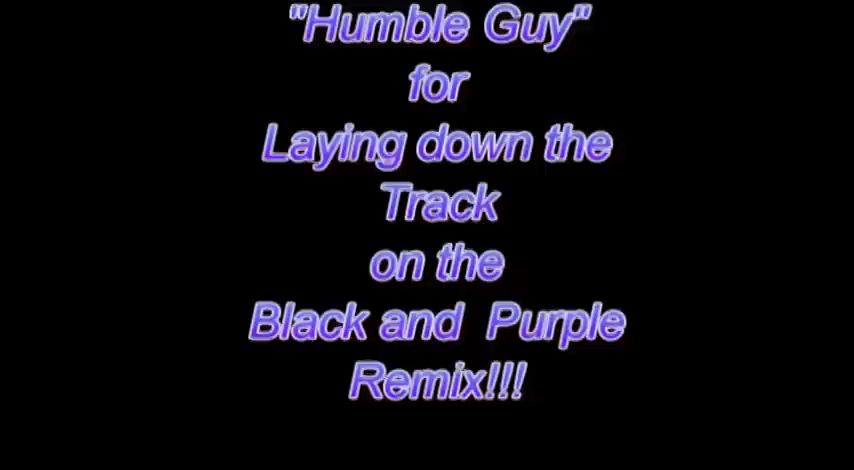 "Humble Guy"
for
Laying down the
Track
on the
Black and  Purple
Remix!!!